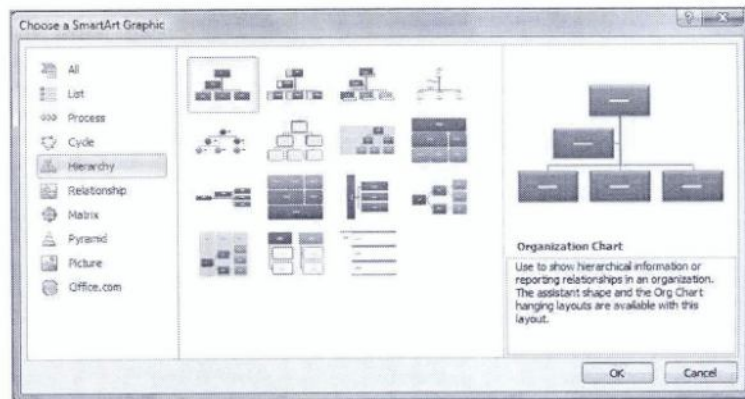 Choose a SmartArt Graphic
All
List
Process
Cycle
Hierarchy
Relationship
Matrix
Pyramid
Picture
Office.com
Organization Chart
Use to show hierarchical information or
reporting relationships in an organization.
The assistant shape and the Org Chart
hanging layouts are available with this
layout.
OK
Cancel